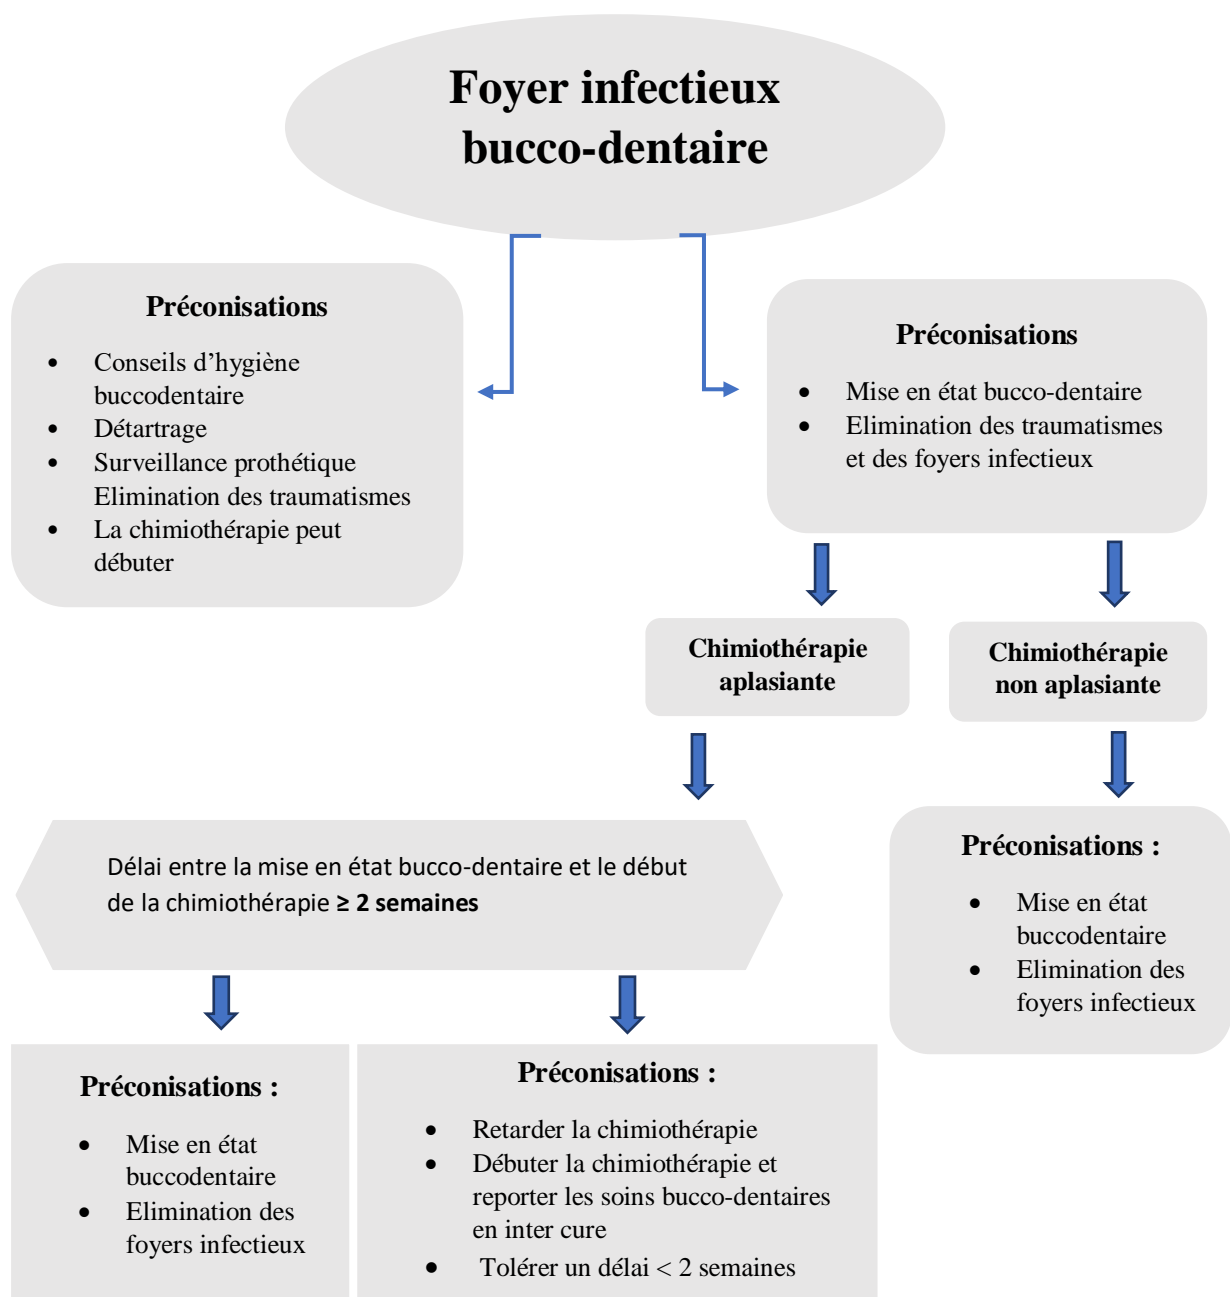 Foyer infectieux
bucco-dentaire
Préconisations
• Conseils d’hygiène
buccodentaire
• Détartrage
• Surveillance prothétique
Elimination des traumatismes
• La chimiothérapie peut
débuter
Préconisations
• Mise en état bucco-dentaire
• Elimination des traumatismes
et des foyers infectieux
Chimiothérapie
aplasiante
Chimiothérapie
non aplasiante
Délai entre la mise en état bucco-dentaire et le début
de la chimiothérapie ≥ 2 semaines
Préconisations :
• Mise en état
buccodentaire
• Elimination des
foyers infectieux
Préconisations :
• Mise en état
buccodentaire
• Elimination des
foyers infectieux
Préconisations :
• Retarder la chimiothérapie
• Débuter la chimiothérapie et
reporter les soins bucco-dentaires
en inter cure
• Tolérer un délai < 2 semaines